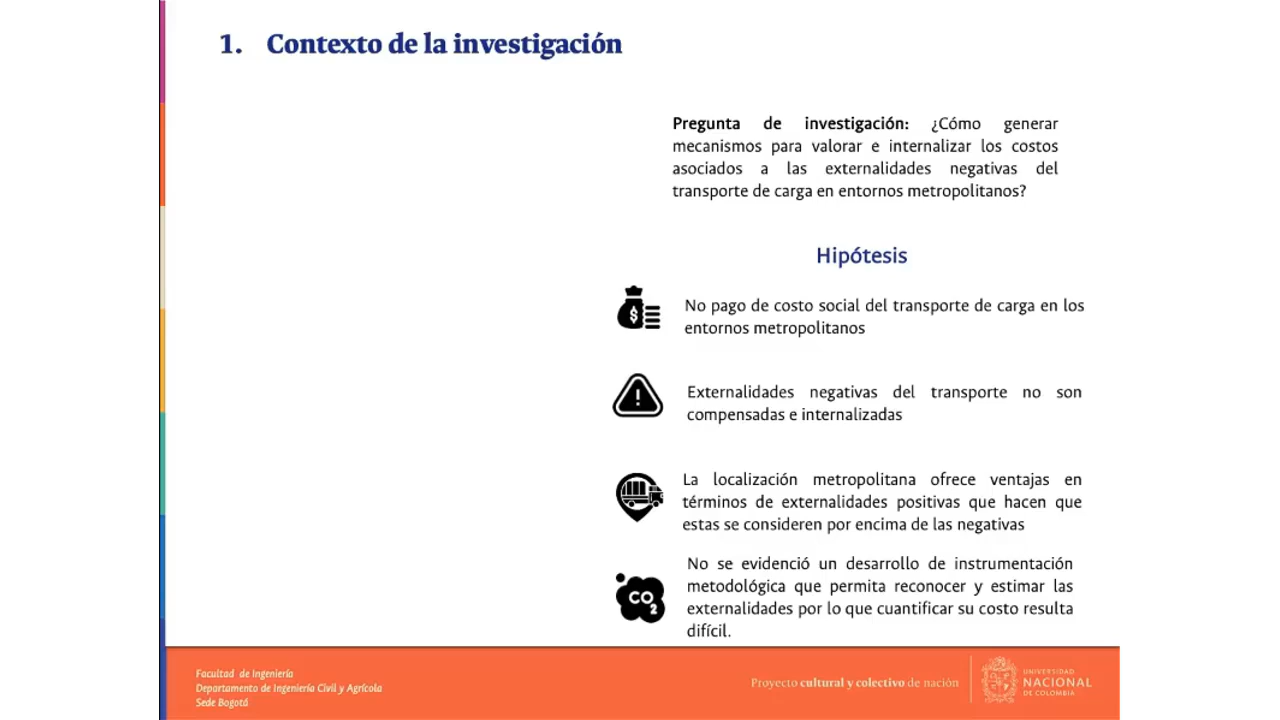 1. Contexto de la investigación
Pregunta de investigación: ¿Cómo generar
mecanismos para valorar e internalizar los costos
asociados a las externalidades negativas del
transporte de carga en entornos metropolitanos?
Hipótesis
$
No pago de costo social del transporte de carga en los
entornos metropolitanos
!
Externalidades negativas del transporte no son
compensadas e internalizadas
La localización metropolitana ofrece ventajas en
términos de externalidades positivas que hacen que
estas se consideren por encima de las negativas
CO2
No se evidenció un desarrollo de instrumentación
metodológica que permita reconocer y estimar las
externalidades por lo que cuantificar su costo resulta
difícil.
Facultad de Ingeniería
Departamento de Ingeniería Civil y Agrícola
Sede Bogotá
Proyecto cultural y colectivo de nación
UNIVERSIDAD
NACIONAL
DE COLOMBIA